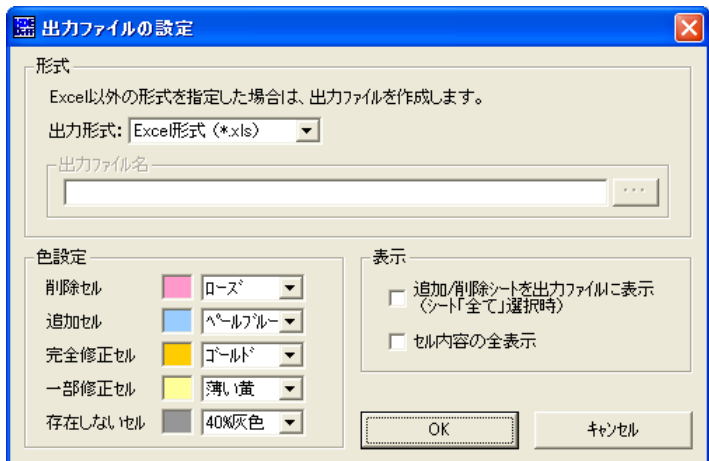 出力ファイルの設定
形式
Excel以外の形式を指定した場合は、出力ファイルを作成します。
出力形式: Excel形式 (*.xls)
出力ファイル名
...
色設定
削除セル ローズ
追加セル ペールブルー
完全修正セル ゴールド
一部修正セル 薄い黄
存在しないセル 40%灰色
表示
追加/削除シートを出力ファイルに表示
(シート「全て」選択時)
セル内容の全表示
OK キャンセル